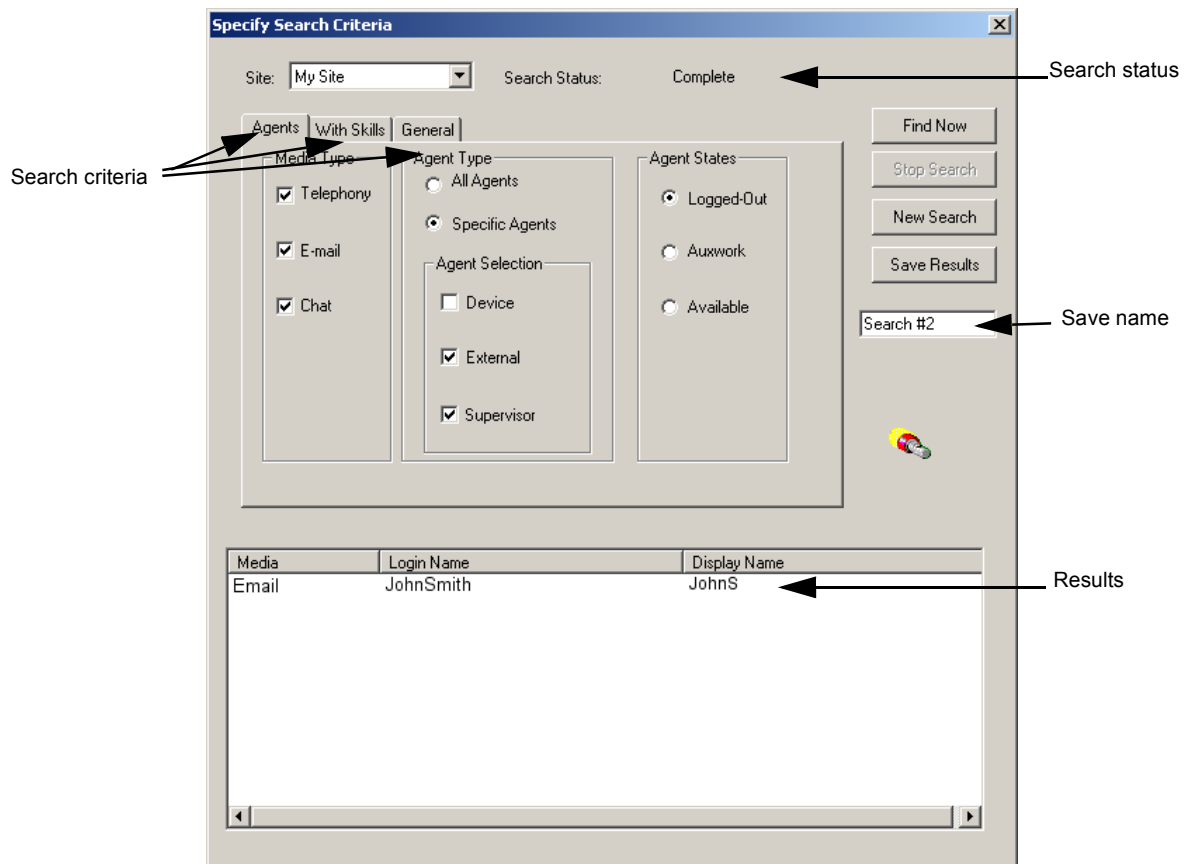 Specify Search Criteria
Site: My Site Search Status: Complete
Search status
Agents With Skills General
Find Now
Search criteria
Media Type Agent Type Agent States
Stop Search
Telephony
All Agents
Logged-Out
New Search
Specific Agents
E-mail
Auxwork
Agent Selection
Save Results
Chat
Device
Available
Search #2
Save name
External
Supervisor
Media Login Name Display Name
Email JohnSmith JohnS
Results